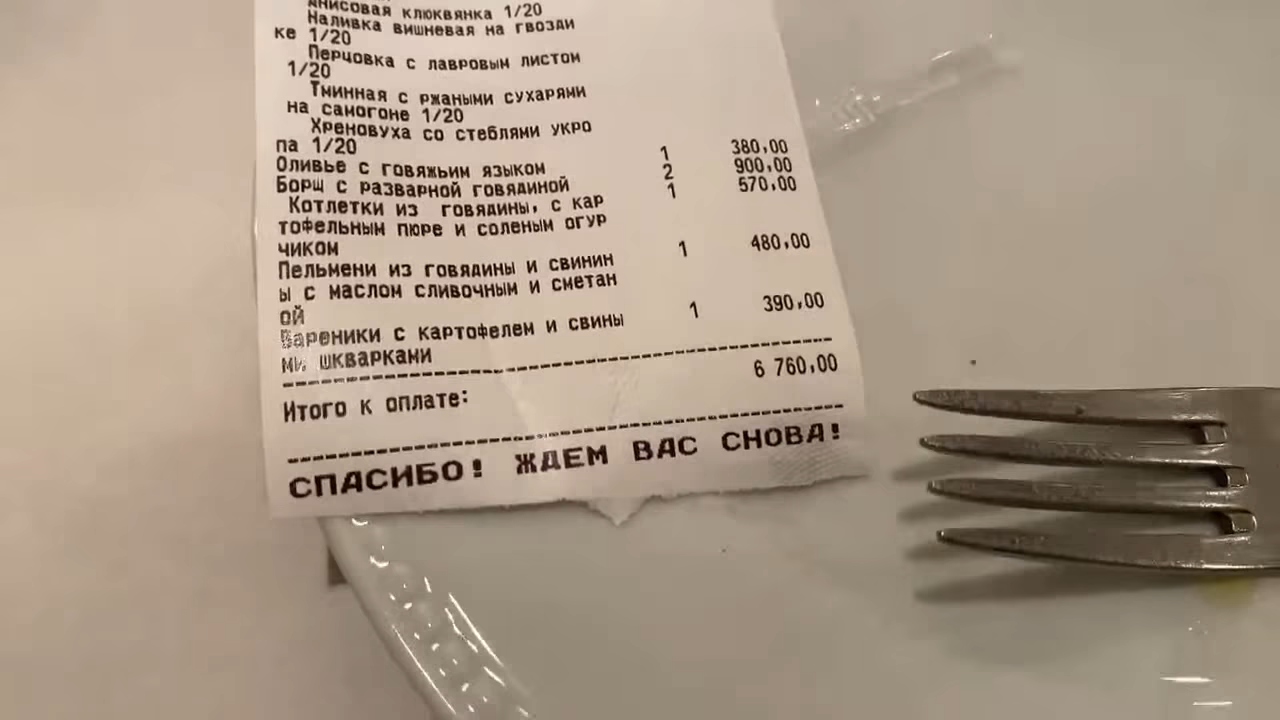 Анисовая клюквянка 1/20
Наливка вишневая на гвозди
ке 1/20
Перцовка с лавровым листом
1/20
Тминная с ржаными сухарями
на самогоне 1/20
Хреновуха со стеблями укро
па 1/20
Оливье с говяжьим языком 1 380,00
Борщ с разварной говядиной 2 900,00
Котлетки из говядины, с кар 1 570,00
тофельным пюре и соленым огур
чиком
Пельмени из говядины и свинин 1 480,00
ы с маслом сливочным и сметан
ой
Вареники с картофелем и свины 1 390,00
ми шкварками
Итого к оплате: 6 760,00
СПАСИБО! ЖДЕМ ВАС СНОВА!